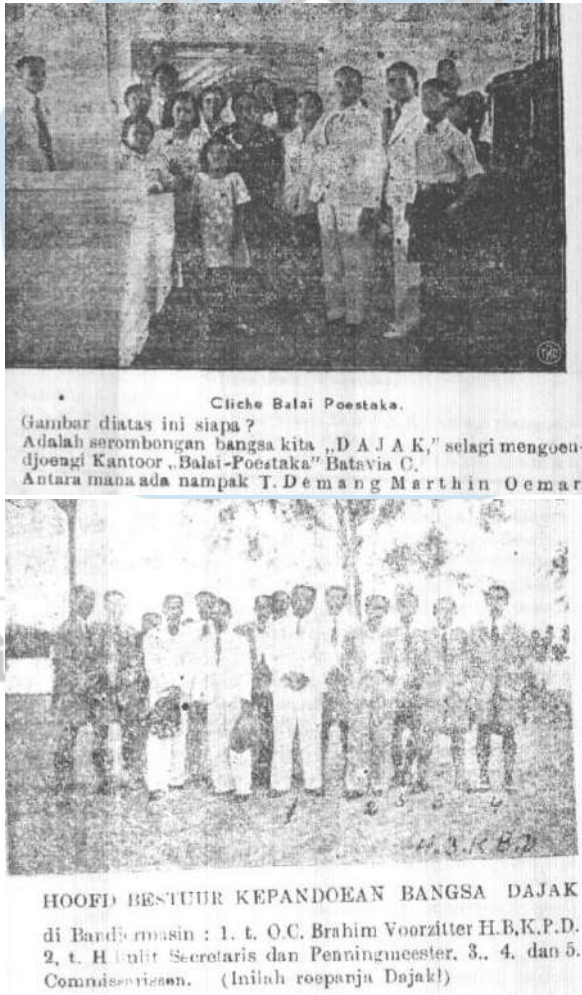 Cliche Balai Poestaka.
Gambar diatas ini siapa?
Adalah serombongan bangsa kita „DAJAK,” selagi mengoen-
djoengi Kantoor „Balai-Poestaka” Batavia C.
Antara mana ada nampak T. Demang Marthin Oemar
1 2 3 3 4
H.B.K.B.D
HOOFD BESTUUR KEPANDOEAN BANGSA DAJAK
di Bandjermasin : 1. t. O.C. Brahim Voorzitter H.B,K.P.D.
2, t. H Secretaris dan Penningmeester. 3., 4. dan 5.
Commissarissen. (Inilah roepanja Dajak!)